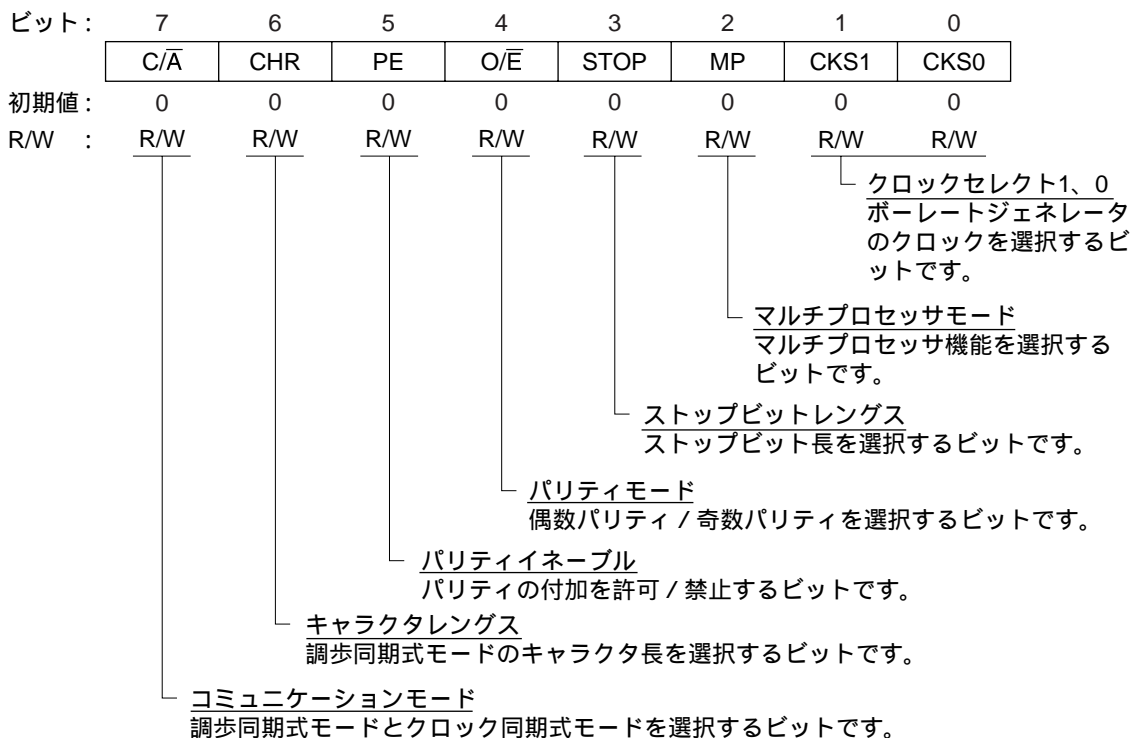 ビット: 7 6 5 4 3 2 1 0
C/A̅ CHR PE O/E̅ STOP MP CKS1 CKS0
初期値: 0 0 0 0 0 0 0 0
R/W : R/W R/W R/W R/W R/W R/W R/W R/W
クロックセレクト1、0
ボーレートジェネレータ
のクロックを選択するビ
ットです。
マルチプロセッサモード
マルチプロセッサ機能を選択する
ビットです。
ストップビットレングス
ストップビット長を選択するビットです。
パリティモード
偶数パリティ/奇数パリティを選択するビットです。
パリティイネーブル
パリティの付加を許可/禁止するビットです。
キャラクタレングス
調歩同期式モードのキャラクタ長を選択するビットです。
コミュニケーションモード
調歩同期式モードとクロック同期式モードを選択するビットです。